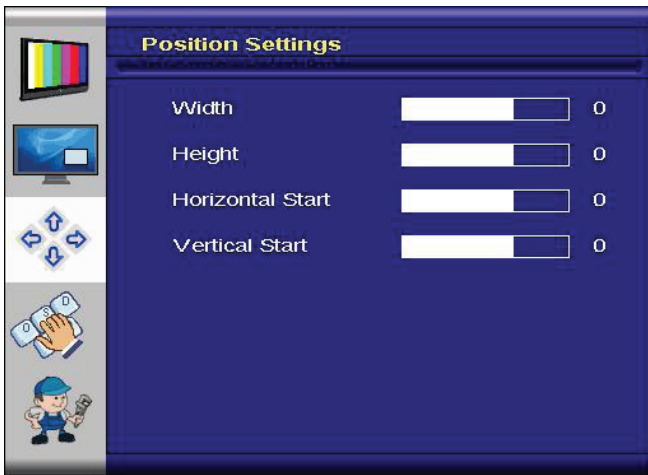 Position Settings
Width 0
Height 0
Horizontal Start 0
Vertical Start 0
O S D